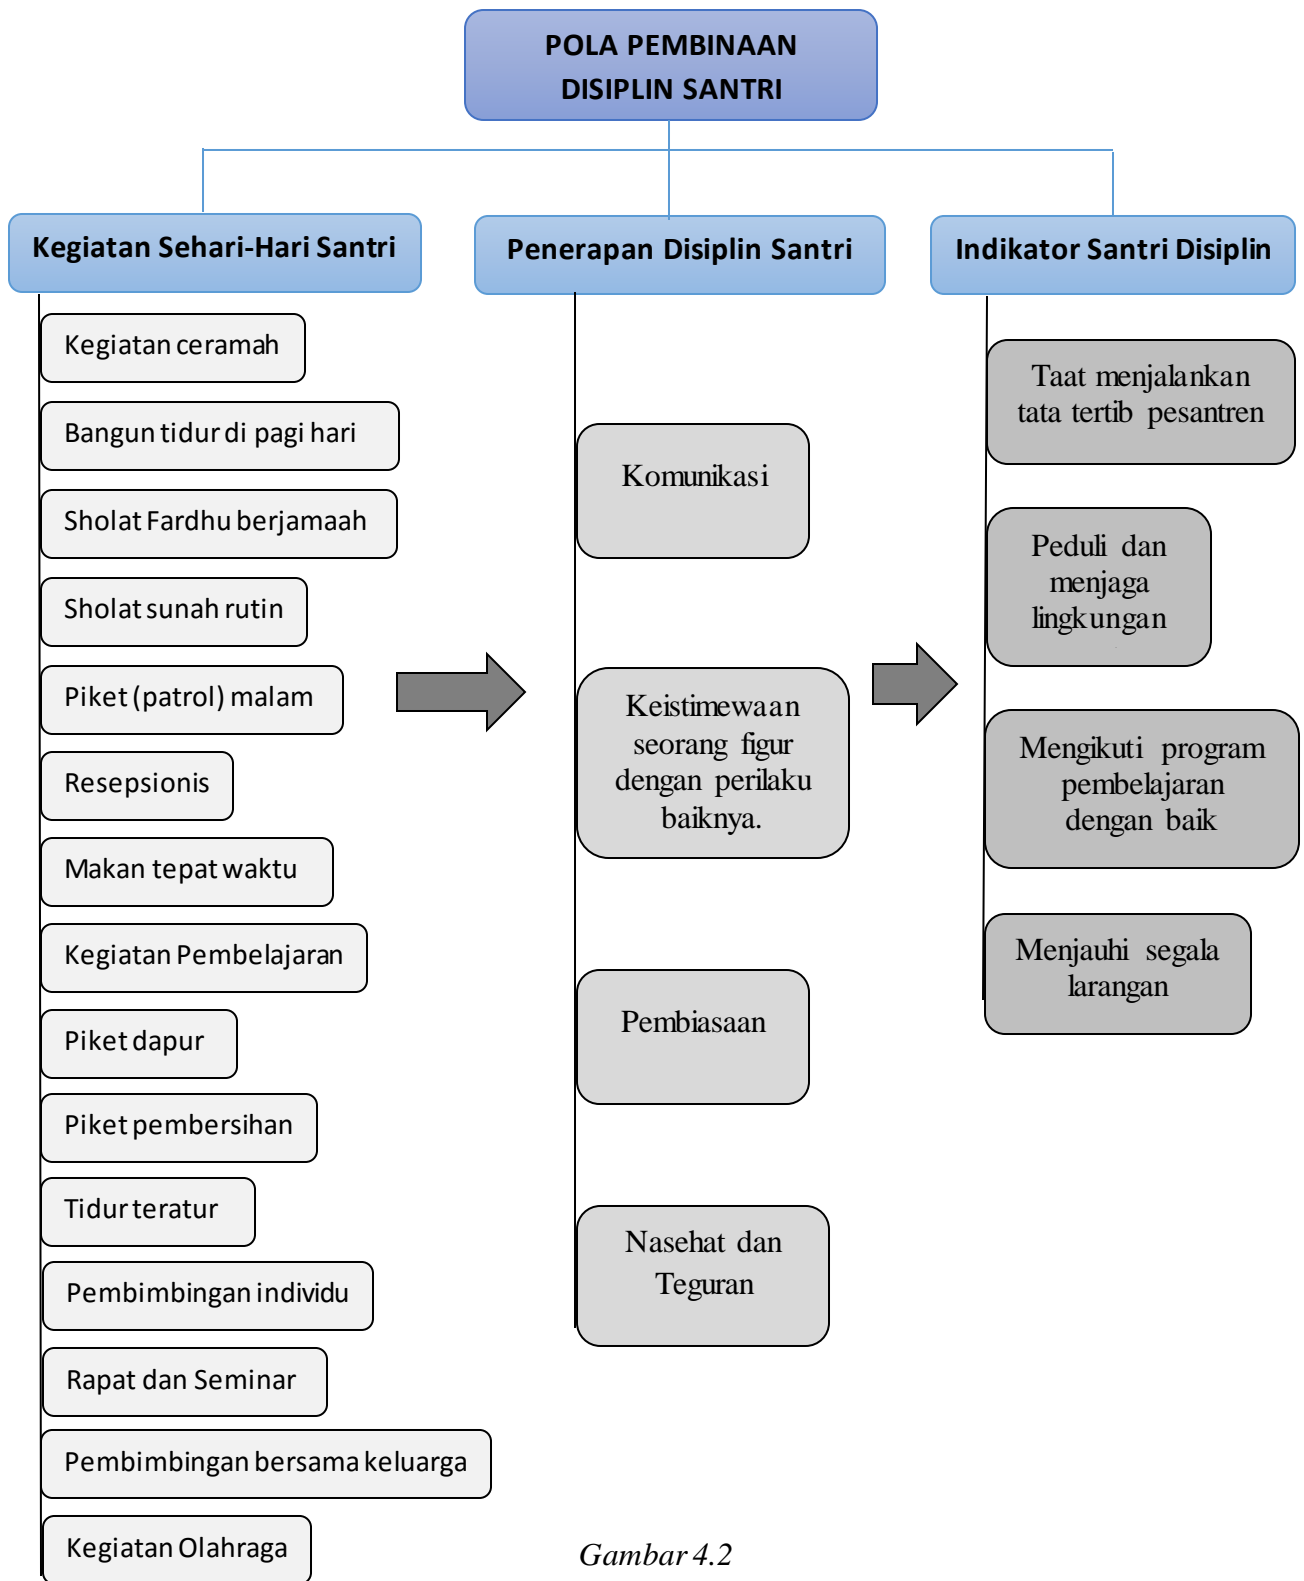 POLA PEMBINAAN
DISIPLIN SANTRI
Kegiatan Sehari-Hari Santri
Kegiatan ceramah
Bangun tidur di pagi hari
Sholat Fardhu berjamaah
Sholat sunah rutin
Piket (patrol) malam
Resepsionis
Makan tepat waktu
Kegiatan Pembelajaran
Piket dapur
Piket pembersihan
Tidur teratur
Pembimbingan individu
Rapat dan Seminar
Pembimbingan bersama keluarga
Kegiatan Olahraga
Penerapan Disiplin Santri
Komunikasi
Keistimewaan
seorang figur
dengan perilaku
baiknya.
Pembiasaan
Nasehat dan
Teguran
Indikator Santri Disiplin
Taat menjalankan
tata tertib pesantren
Peduli dan
menjaga
lingkungan
Mengikuti program
pembelajaran
dengan baik
Menjauhi segala
larangan
Gambar 4.2